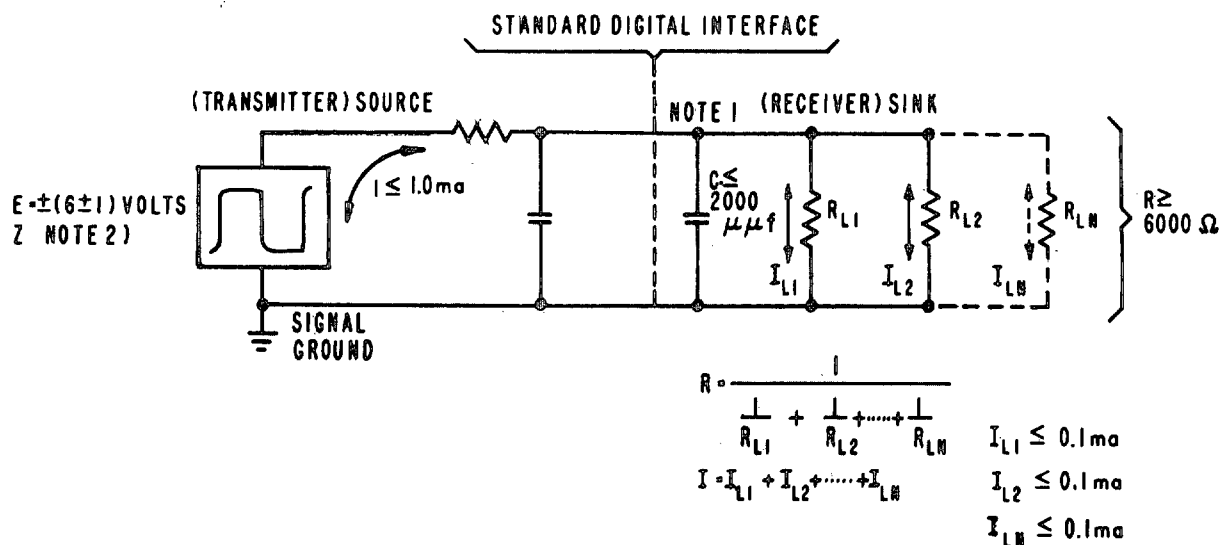 STANDARD DIGITAL INTERFACE
(TRANSMITTER) SOURCE
NOTE 1
(RECEIVER) SINK
I ≤ 1.0ma
E=±(6±1) VOLTS
Z NOTE 2)
C≤
2000
μμf
R_L1
R_L2
R_LN
R≥
6000 Ω
I_L1
I_L2
I_LN
SIGNAL
GROUND
R = 1
1/R_L1 + 1/R_L2 +.....+ 1/R_LN
I = I_L1 + I_L2 +......+ I_LN
I_L1 ≤ 0.1ma
I_L2 ≤ 0.1ma
I_LN ≤ 0.1ma